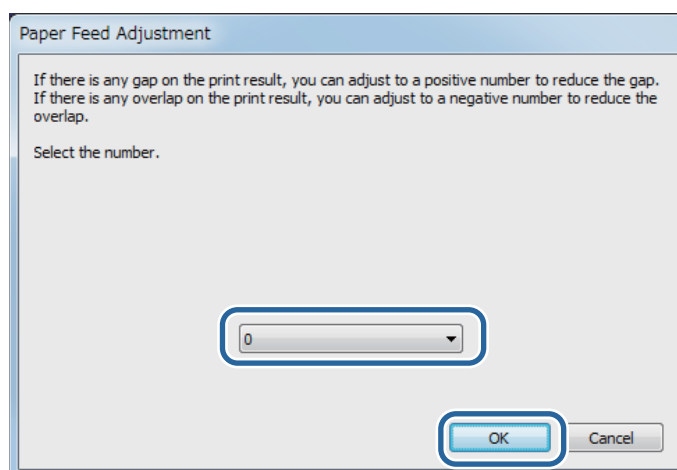 Paper Feed Adjustment
If there is any gap on the print result, you can adjust to a positive number to reduce the gap.
If there is any overlap on the print result, you can adjust to a negative number to reduce the
overlap.
Select the number.
0
OK Cancel